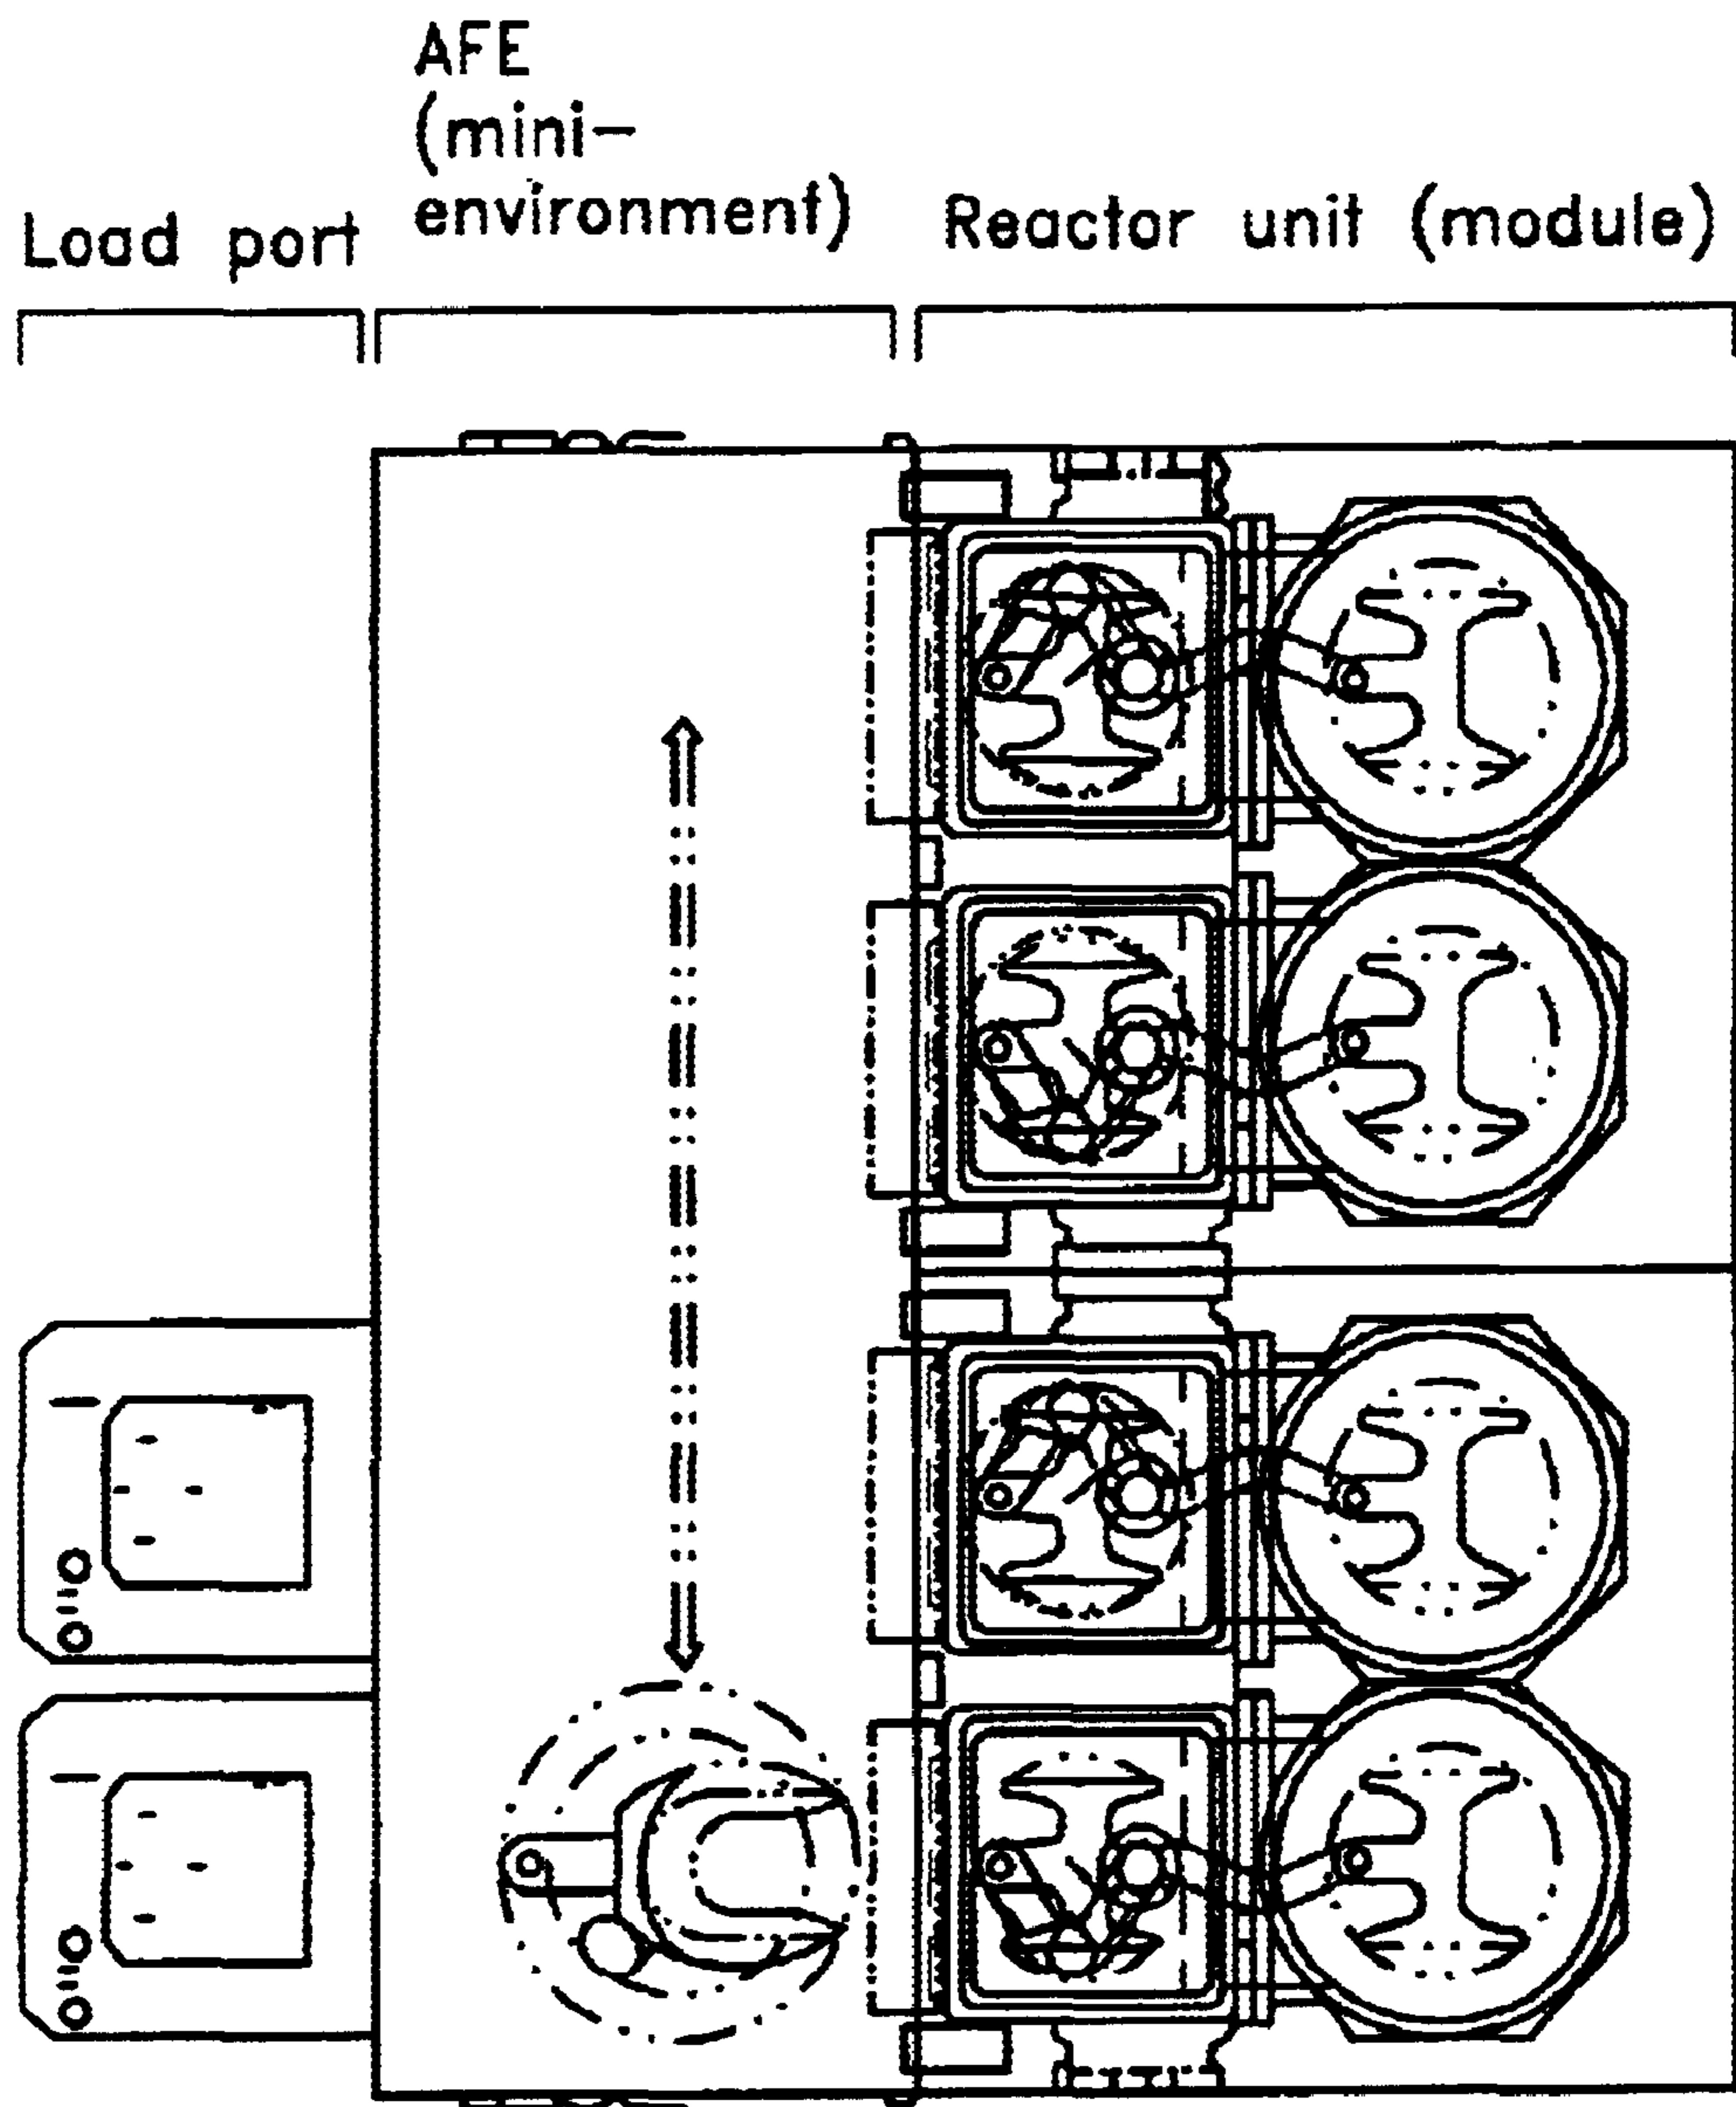 AFE
(mini-
environment)
Load port
Reactor unit (module)